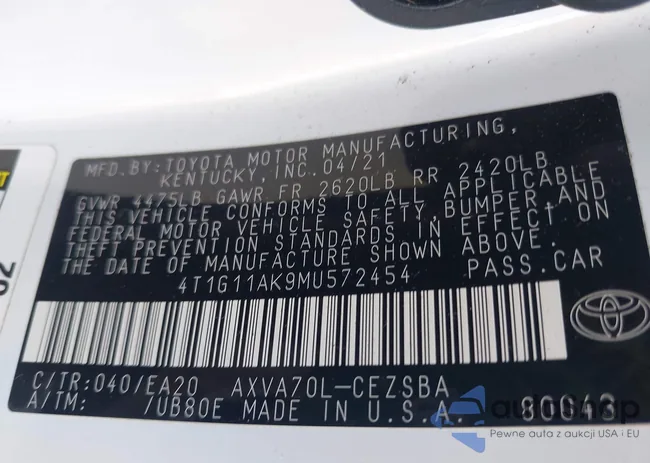 MFD.BY:TOYOTA MOTOR MANUFACTURING,
KENTUCKY,INC.04/21
GVWR 4475LB GAWR FR 2620LB RR 2420LB
THIS VEHICLE CONFORMS TO ALL APPLICABLE
FEDERAL MOTOR VEHICLE SAFETY,BUMPER,AND
THEFT PREVENTION STANDARDS IN EFFECT ON
THE DATE OF MANUFACTURE SHOWN ABOVE.
4T1G11AK9MU572454 PASS.CAR
C/TR:040/EA20 AXVA70L-CEZSBA
A/TM: /UB80E MADE IN U.S.A.
autosnap
Pewne auta z aukcji USA i EU
02